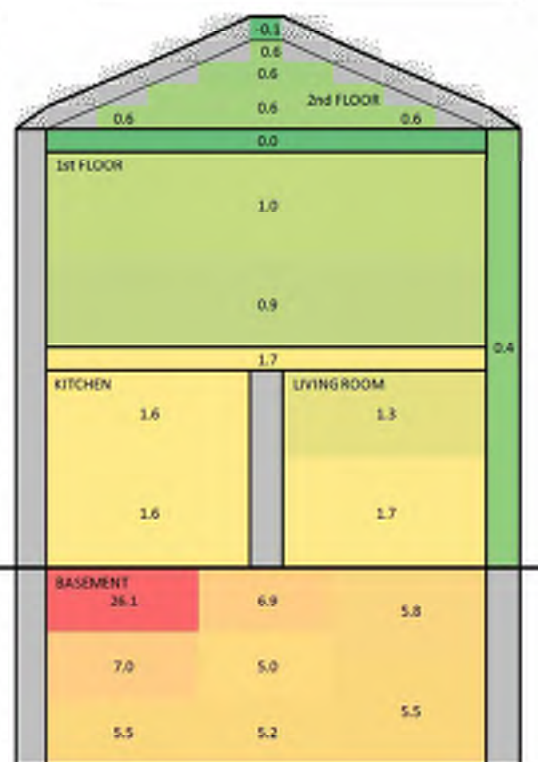 -0.1
0.6
0.6
2nd FLOOR
0.6 0.6 0.6
0.0
1st FLOOR
1.0
0.9
0.4
1.7
KITCHEN LIVING ROOM
1.6 1.3
1.6 1.7
BASEMENT
26.1 6.9 5.8
7.0 5.0
5.5
5.5 5.2